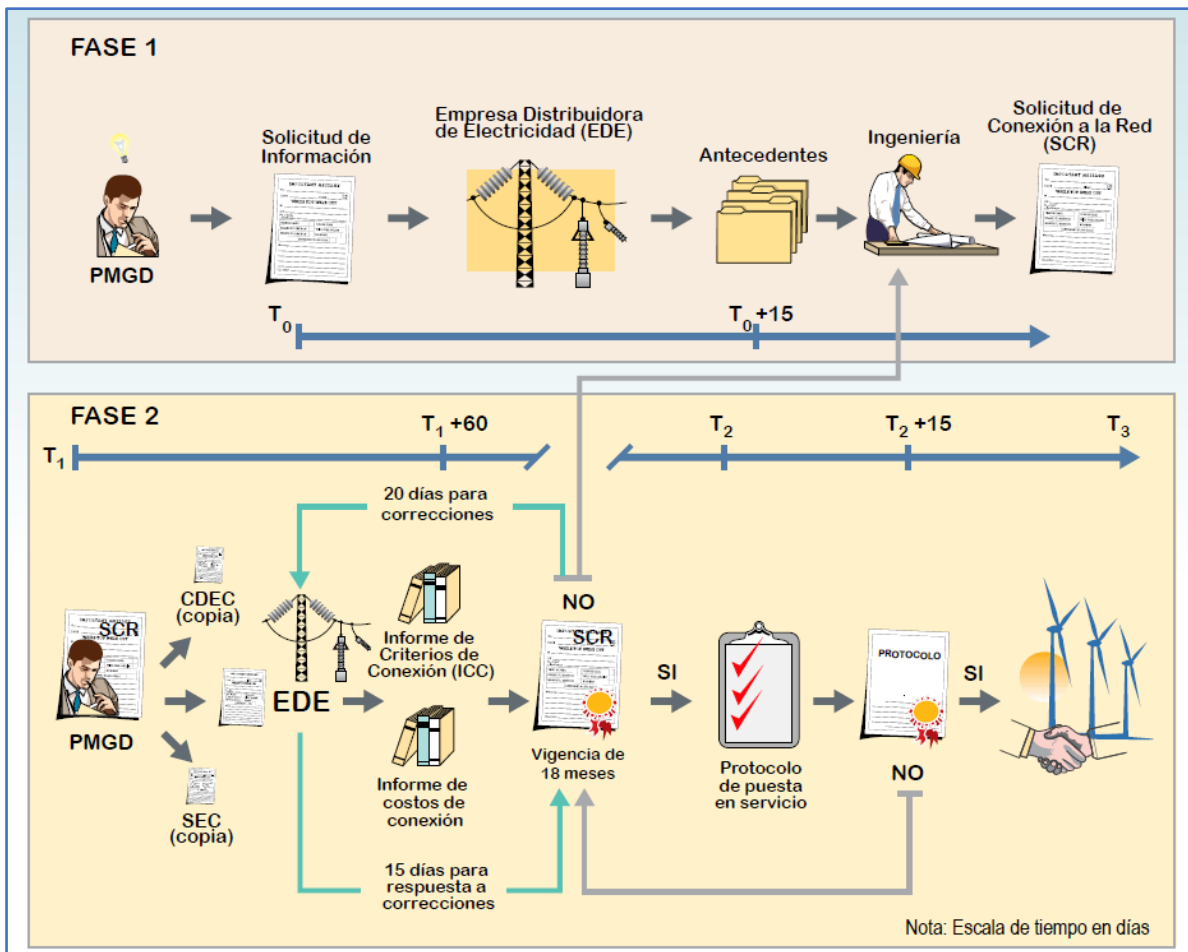 FASE 1
PMGD
Solicitud de
Información
Empresa Distribuidora
de Electricidad (EDE)
Antecedentes
Ingeniería
Solicitud de
Conexión a la Red
(SCR)
T0
T0 +15
FASE 2
T1
T1 +60
T2
T2 +15
T3
20 días para
correcciones
SCR
PMGD
CDEC
(copia)
SEC
(copia)
EDE
Informe de
Criterios de
Conexión (ICC)
Informe de
costos de
conexión
15 días para
respuesta a
correcciones
NO
SCR
Vigencia de
18 meses
SI
Protocolo
de puesta
en servicio
PROTOCOLO
NO
SI
Nota: Escala de tiempo en días